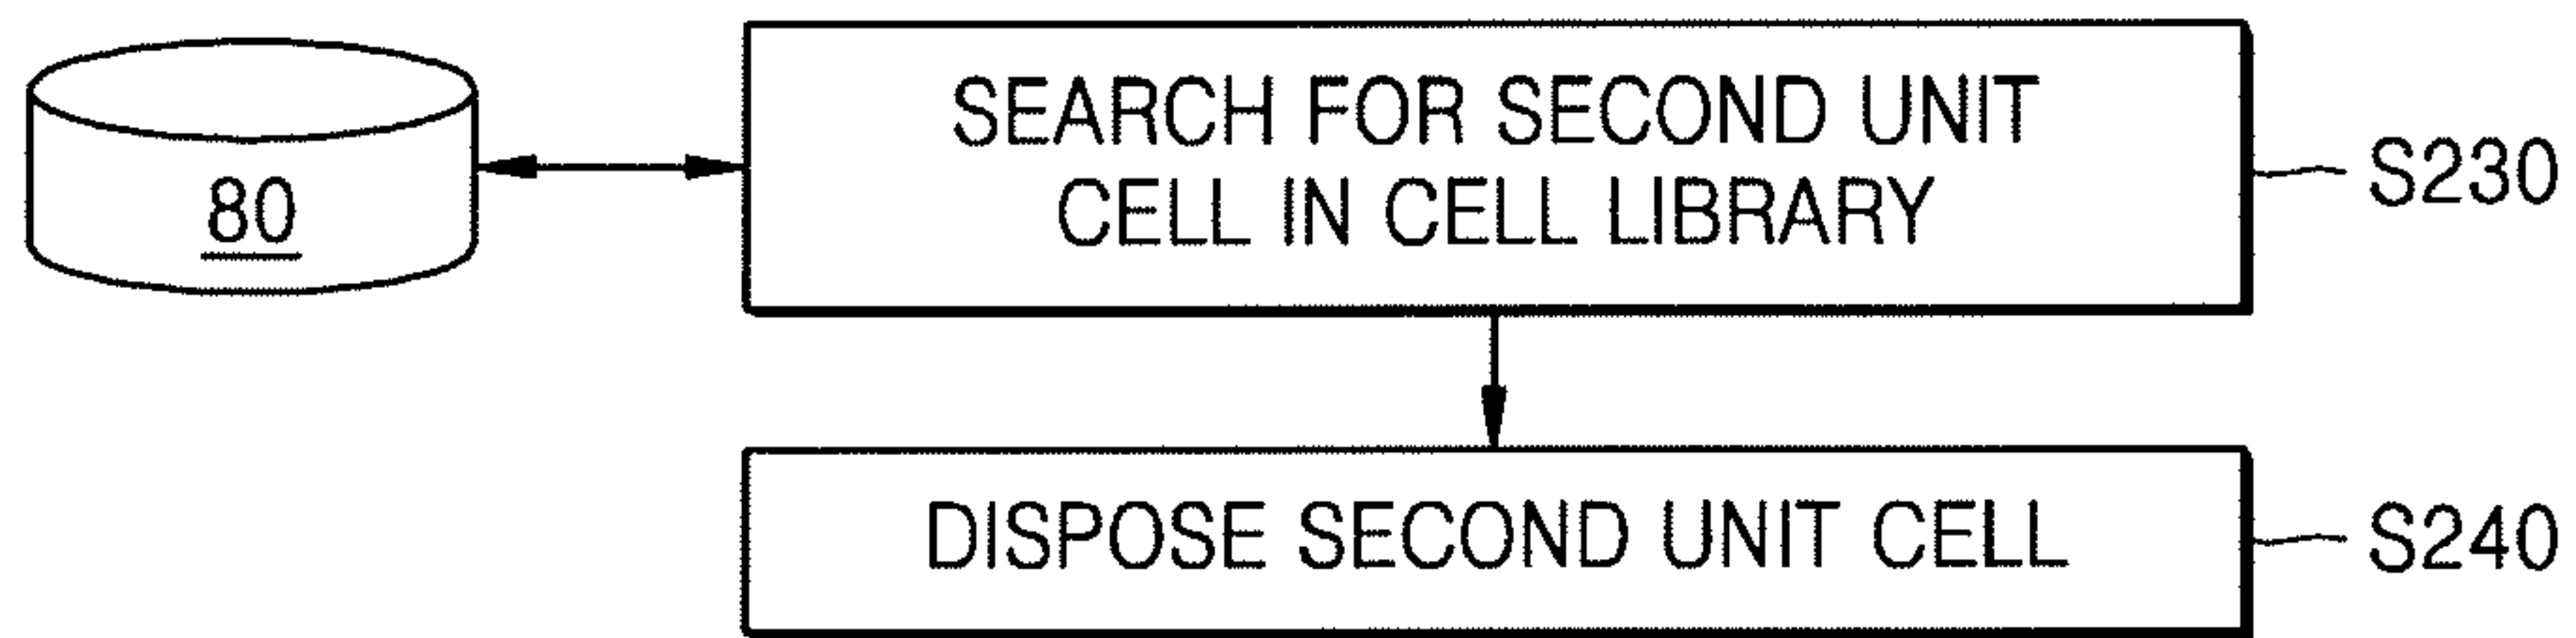 80
SEARCH FOR SECOND UNIT
CELL IN CELL LIBRARY
S230
DISPOSE SECOND UNIT CELL
S240